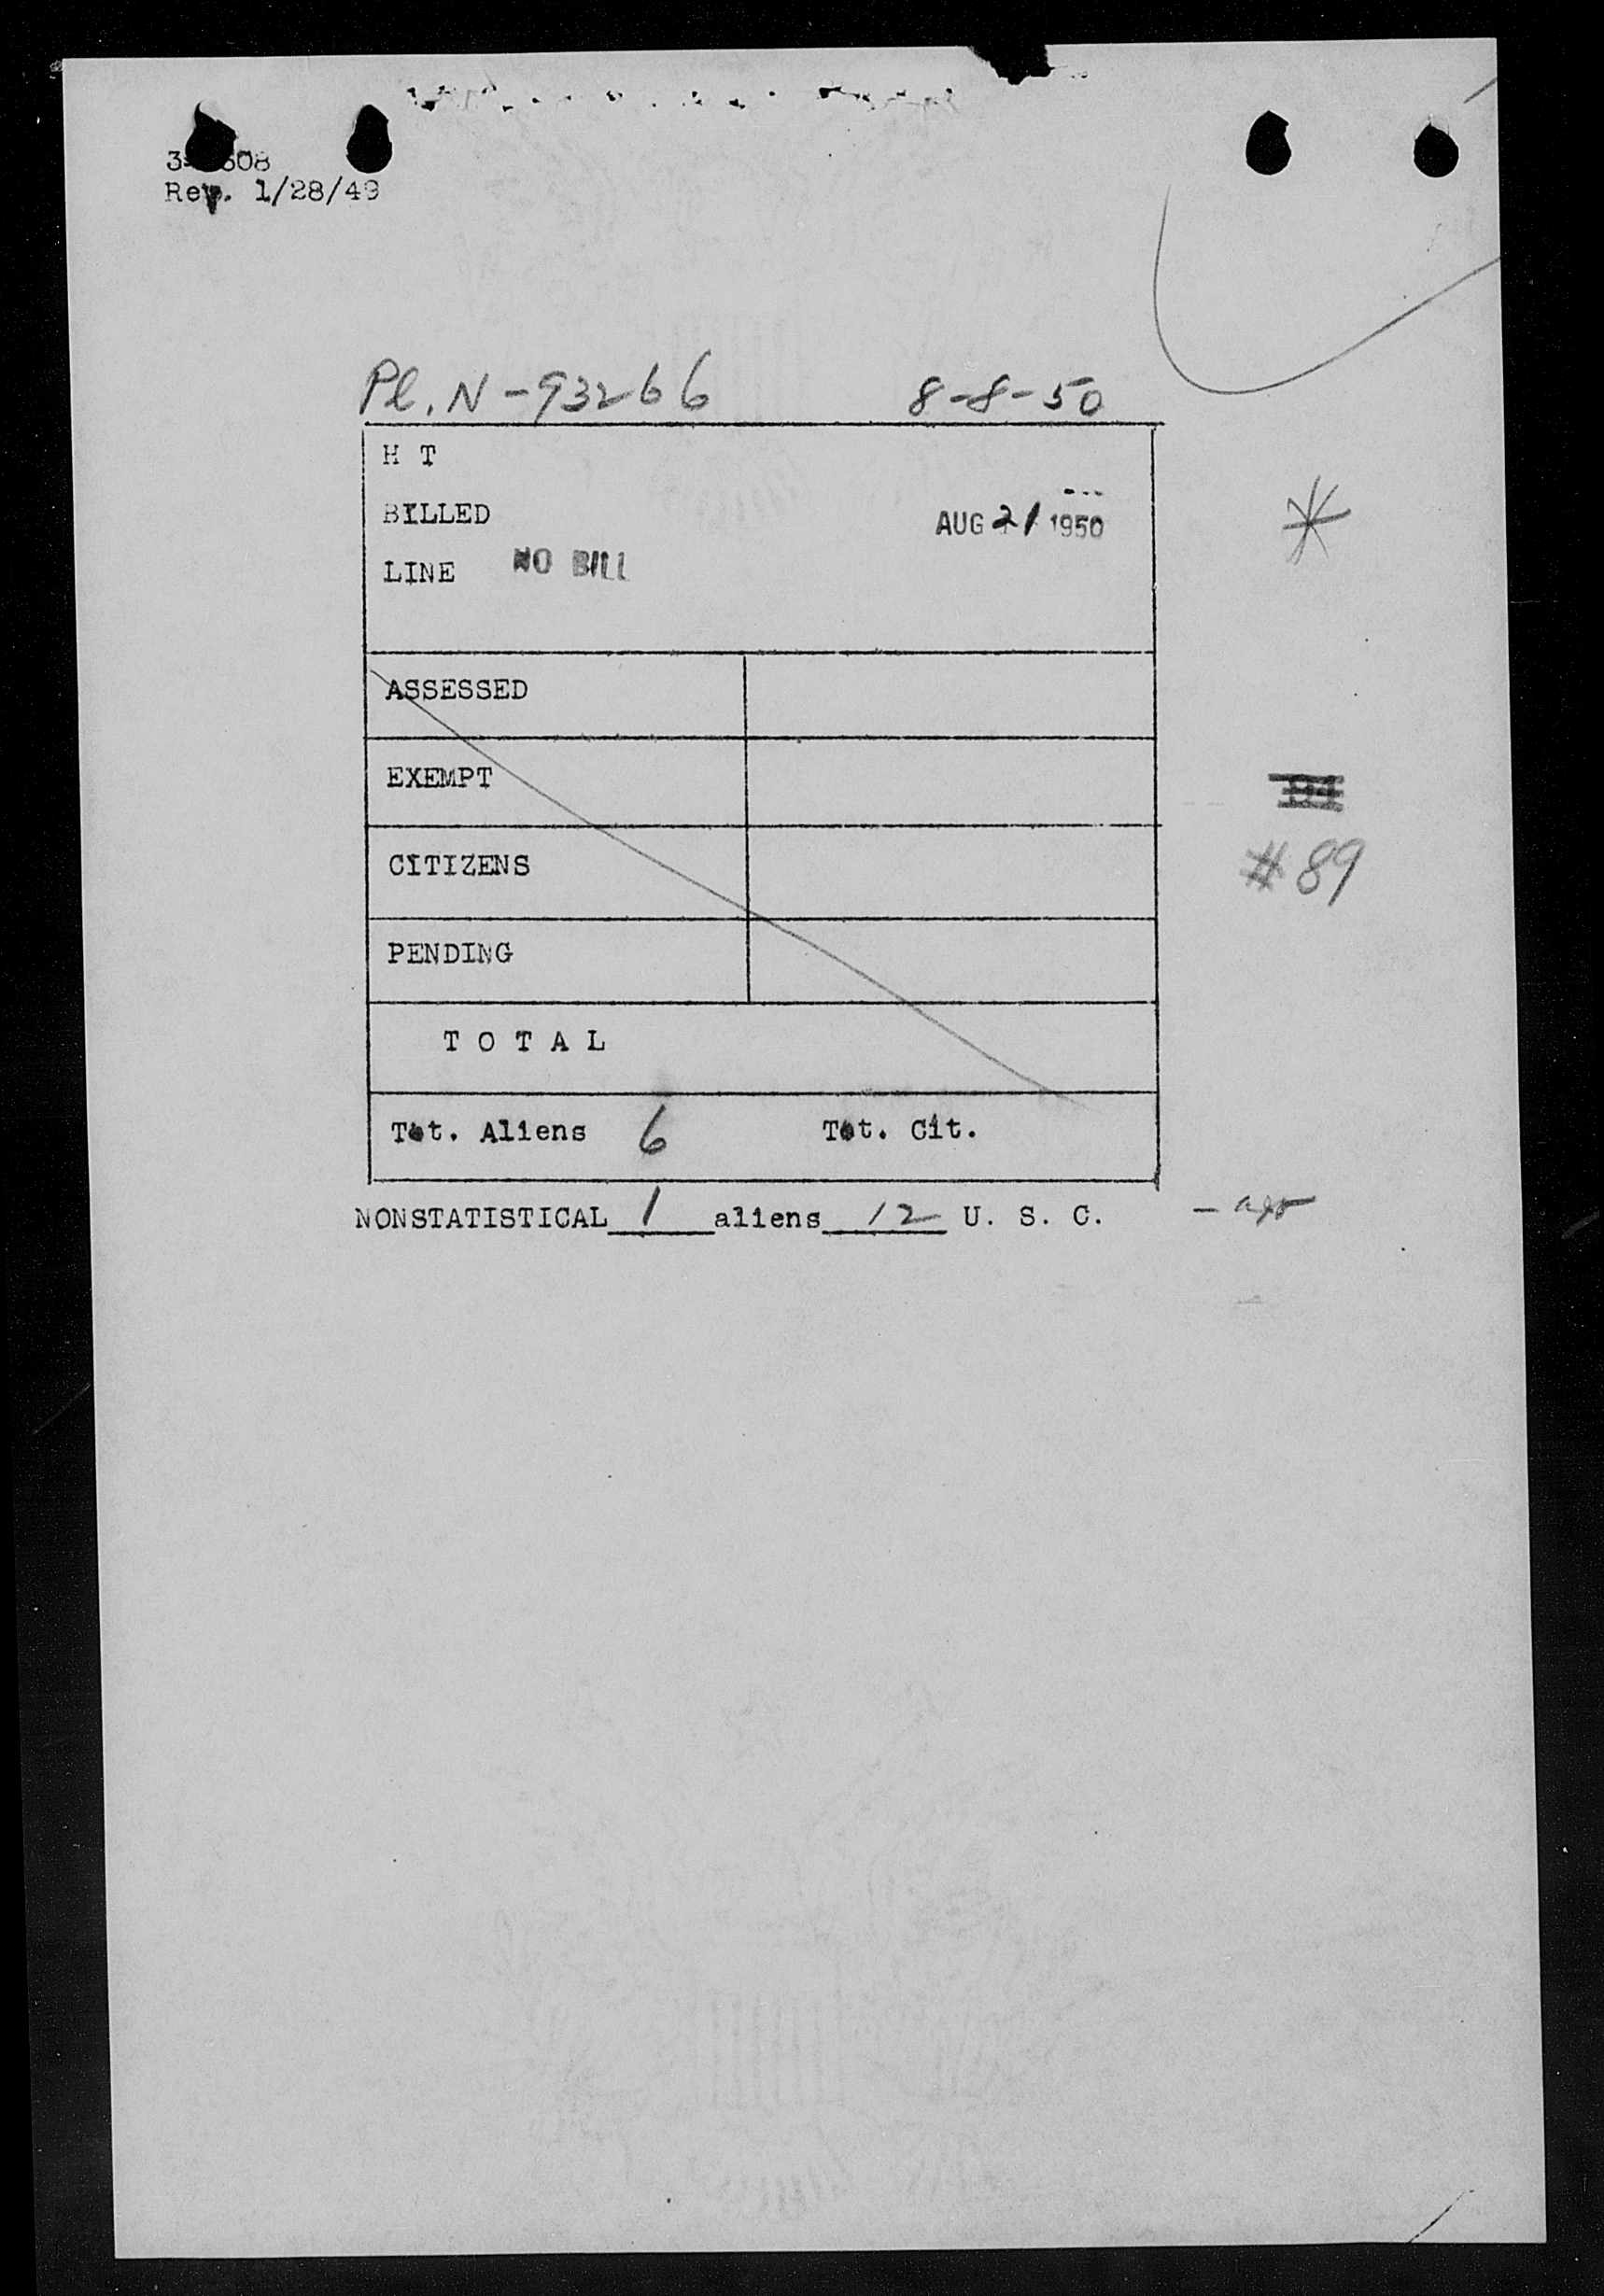 Rev. 1/28/49
Pl. N-93266 8-8-50
H T
BILLED AUG 21 1950
LINE NO BILL
ASSESSED
EXEMPT
CITIZENS
PENDING
T O T A L
Tot. Aliens 6 Tot. Cit.
#89
NONSTATISTICAL 1 aliens 12 U. S. C.